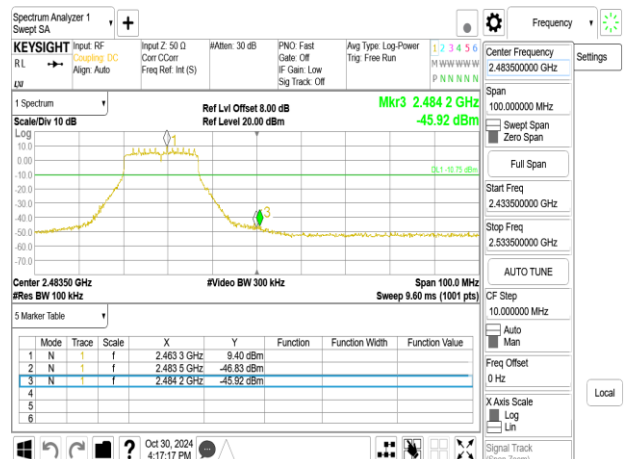 Spectrum Analyzer 1
Swept SA
Frequency
KEYSIGHT
RL
LXI
Input: RF
Coupling: DC
Align: Auto
Input Z: 50 Ω
Corr CCorr
Freq Ref: Int (S)
#Atten: 30 dB
PNO: Fast
Gate: Off
IF Gain: Low
Sig Track: Off
Avg Type: Log-Power
Trig: Free Run
1 2 3 4 5 6
M W W W W W
P N N N N N
Center Frequency
2.483500000 GHz
Settings
Span
100.000000 MHz
Swept Span
Zero Span
Full Span
Start Freq
2.433500000 GHz
Stop Freq
2.533500000 GHz
AUTO TUNE
CF Step
10.000000 MHz
Auto
Man
Freq Offset
0 Hz
X Axis Scale
Log
Lin
Local
Signal Track
(Span Zoom)
1 Spectrum
Scale/Div 10 dB
Ref Lvl Offset 8.00 dB
Ref Level 20.00 dBm
Mkr3 2.484 2 GHz
-45.92 dBm
Log
10.0
0.00
-10.0
-20.0
-30.0
-40.0
-50.0
-60.0
-70.0
1
3
DL1 -10.75 dBm
Center 2.48350 GHz
#Res BW 100 kHz
#Video BW 300 kHz
Span 100.0 MHz
Sweep 9.60 ms (1001 pts)
5 Marker Table
Mode Trace Scale X Y Function Function Width Function Value
1 N 1 f 2.463 3 GHz 9.40 dBm
2 N 1 f 2.483 5 GHz -46.83 dBm
3 N 1 f 2.484 2 GHz -45.92 dBm
4
5
6
?
Oct 30, 2024
4:17:17 PM